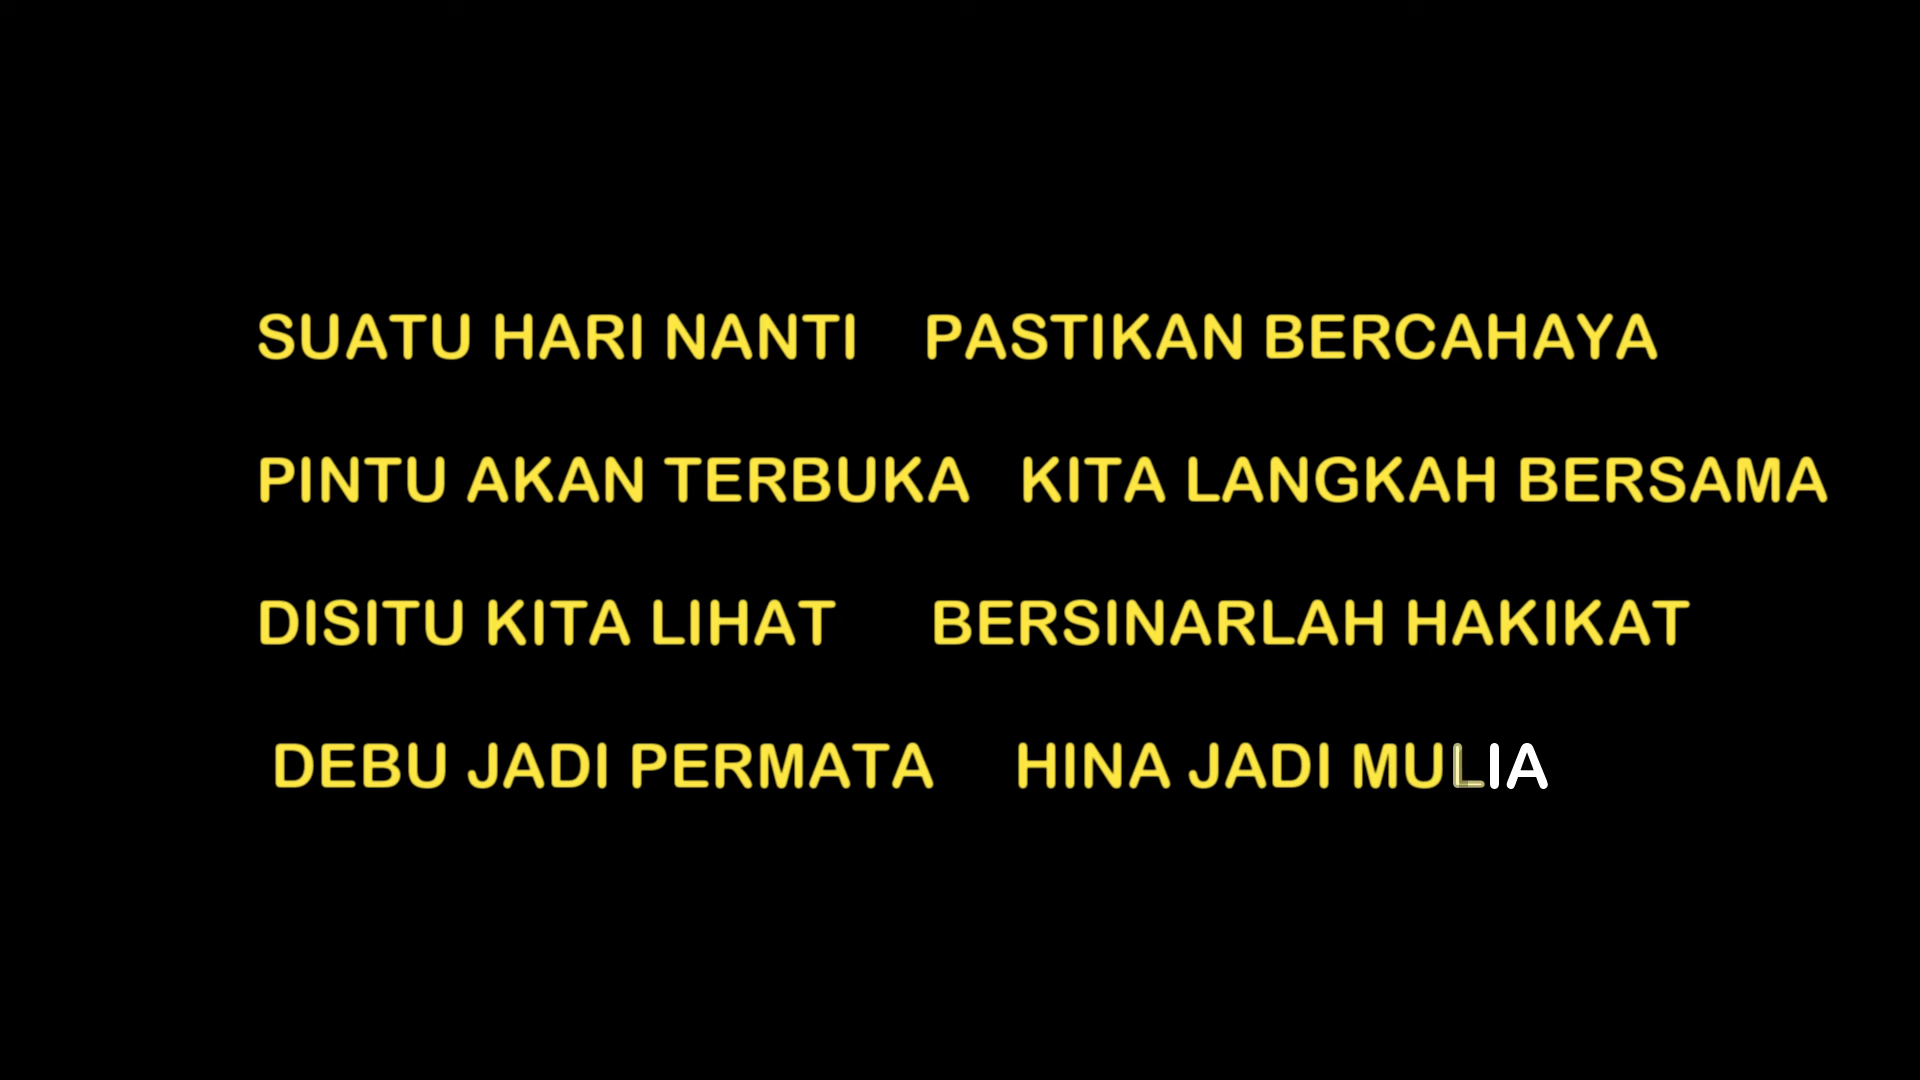 SUATU HARI NANTI PASTIKAN BERCAHAYA
PINTU AKAN TERBUKA KITA LANGKAH BERSAMA
DISITU KITA LIHAT BERSINARLAH HAKIKAT
DEBU JADI PERMATA HINA JADI MULIA